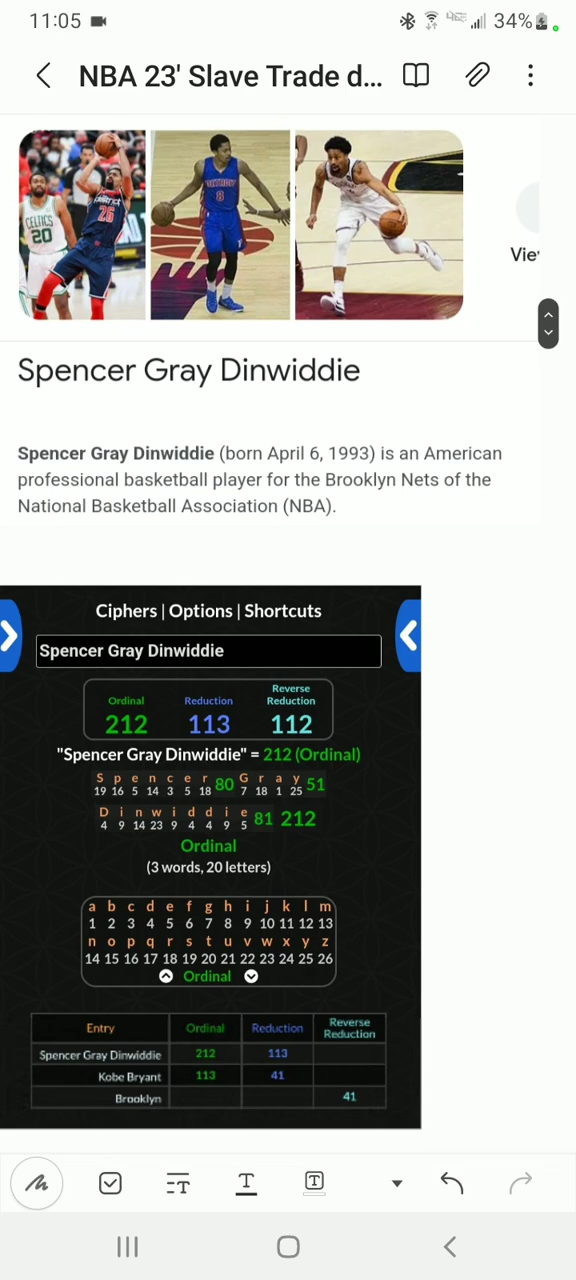 11:05 34%
NBA 23' Slave Trade d...
CELTICS
20
26
DETROIT
8
Vie
Spencer Gray Dinwiddie
Spencer Gray Dinwiddie (born April 6, 1993) is an American
professional basketball player for the Brooklyn Nets of the
National Basketball Association (NBA).
Ciphers | Options | Shortcuts
Spencer Gray Dinwiddie
Ordinal Reduction Reverse Reduction
212 113 112
"Spencer Gray Dinwiddie" = 212 (Ordinal)
S p e n c e r 80 G r a y 51
19 16 5 14 3 5 18 7 18 1 25
D i n w i d d i e 81 212
4 9 14 23 9 4 4 9 5
Ordinal
(3 words, 20 letters)
a b c d e f g h i j k l m
1 2 3 4 5 6 7 8 9 10 11 12 13
n o p q r s t u v w x y z
14 15 16 17 18 19 20 21 22 23 24 25 26
Ordinal
Entry Ordinal Reduction Reverse Reduction
Spencer Gray Dinwiddie 212 113
Kobe Bryant 113 41
Brooklyn 41